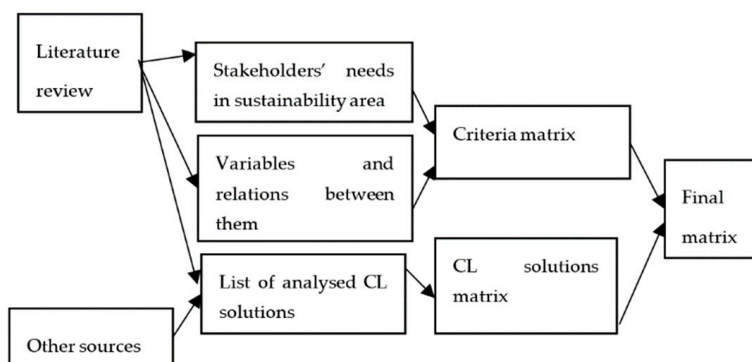 Literature
review
Stakeholders' needs
in sustainability area
Variables and
relations between
them
List of analysed CL
solutions
Other sources
Criteria matrix
CL solutions
matrix
Final
matrix